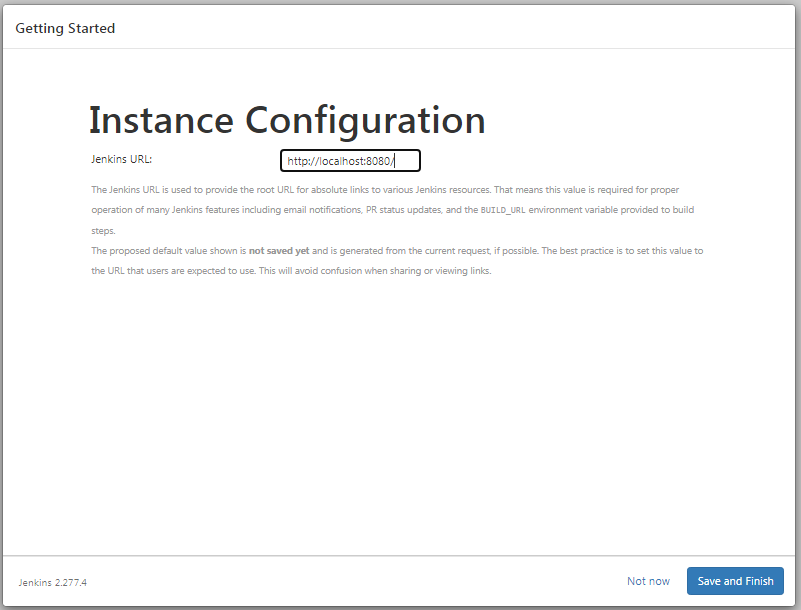 Getting Started
Instance Configuration
Jenkins URL:
http://localhost:8080/
The Jenkins URL is used to provide the root URL for absolute links to various Jenkins resources. That means this value is required for proper
operation of many Jenkins features including email notifications, PR status updates, and the BUILD_URL environment variable provided to build
steps.
The proposed default value shown is not saved yet and is generated from the current request, if possible. The best practice is to set this value to
the URL that users are expected to use. This will avoid confusion when sharing or viewing links.
Jenkins 2.277.4
Not now
Save and Finish